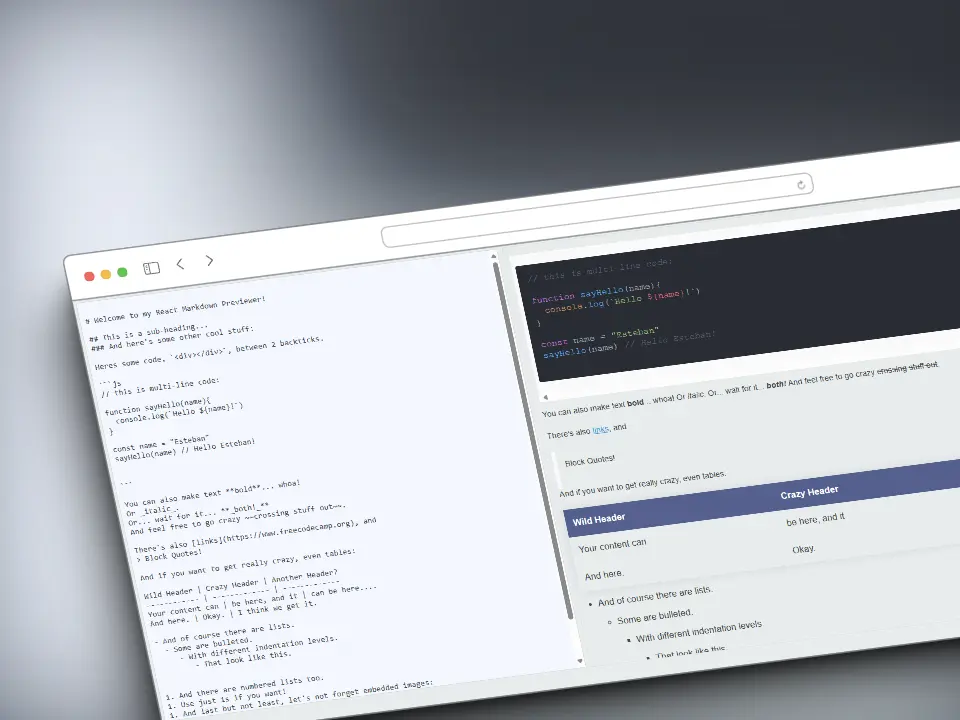 # Welcome to my React Markdown Previewer!
## This is a sub-heading...
### And here's some other cool stuff:
Heres some code, `<div></div>`, between 2 backticks.
```js
// this is multi-line code:
function sayHello(name){
console.log(`Hello ${name}!`)
}
const name = "Esteban"
sayHello(name) // Hello Esteban!
```
You can also make text **bold**... whoa!
Or _italic_.
Or... wait for it... **_both!_**
And feel free to go crazy ~~crossing stuff out~~.
There's also [links](https://www.freecodecamp.org), and
> Block Quotes!
And if you want to get really crazy, even tables:
Wild Header | Crazy Header | Another Header?
------------ | ------------- | -------------
Your content can | be here, and it | can be here....
And here. | Okay. | I think we get it.
- And of course there are lists.
- Some are bulleted.
- With different indentation levels.
- That look like this.
1. And there are numbered lists too.
1. Use just 1s if you want!
1. And last but not least, let's not forget embedded images:
// this is multi-line code:
function sayHello(name){
console.log(`Hello ${name}!`)
}
const name = "Esteban"
sayHello(name) // Hello Esteban!
You can also make text bold... whoa! Or italic. Or... wait for it... both! And feel free to go crazy crossing stuff out.
There's also links, and
Block Quotes!
And if you want to get really crazy, even tables.
Wild Header Crazy Header
Your content can be here, and it
And here. Okay.
• And of course there are lists.
◦ Some are bulleted.
▪ With different indentation levels
▪ That look like this